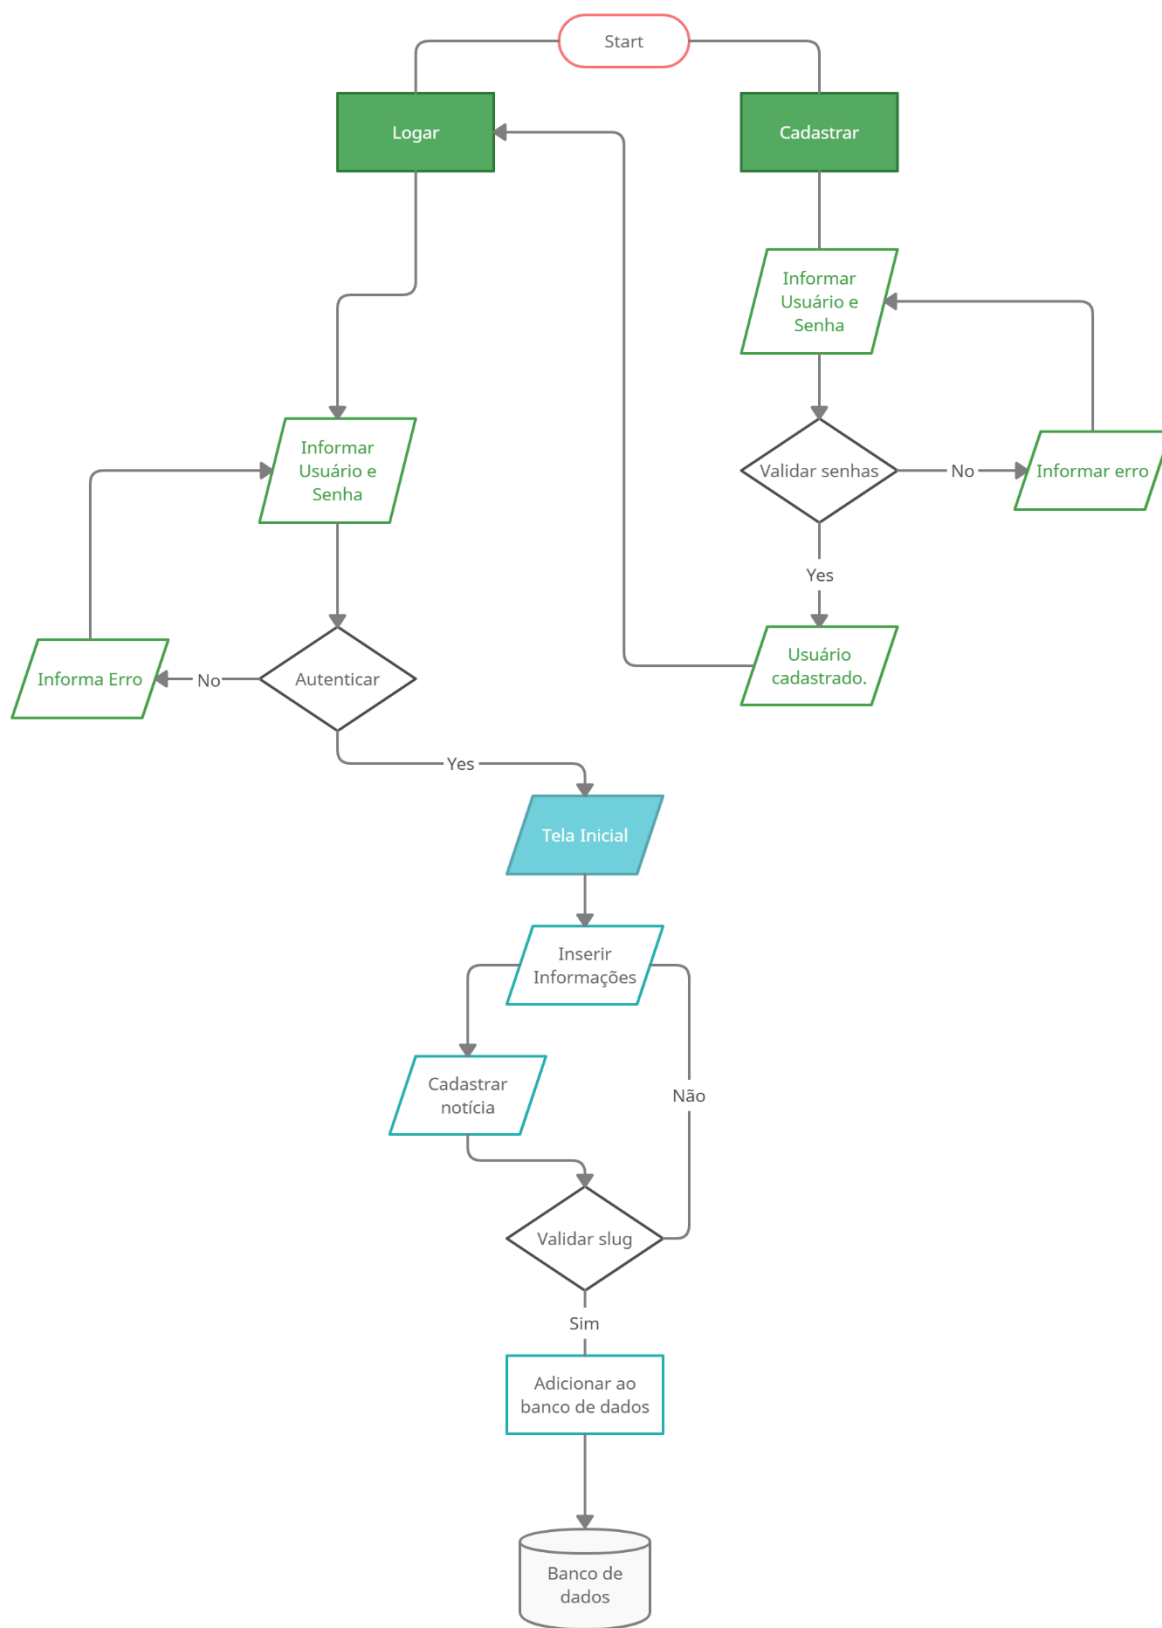 Start
Logar
Cadastrar
Informar
Usuário e
Senha
Informar
Usuário e
Senha
Validar senhas
No
Informar erro
Yes
Usuário
cadastrado.
Informa Erro
No
Autenticar
Yes
Tela Inicial
Inserir
Informações
Cadastrar
notícia
Não
Validar slug
Sim
Adicionar ao
banco de dados
Banco de
dados